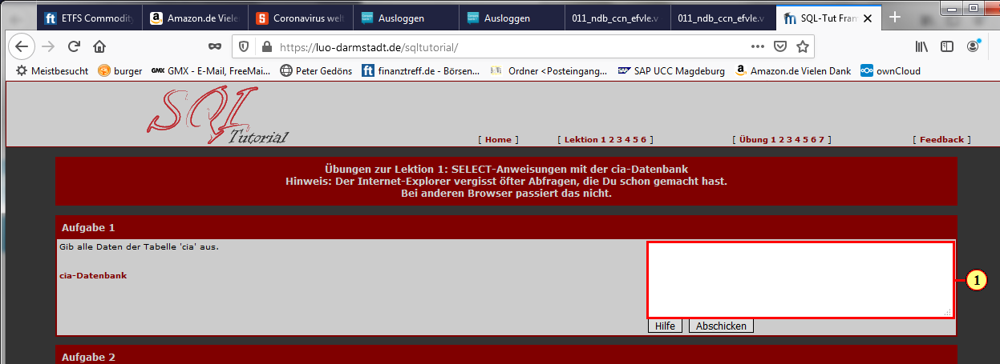 ETFS Commodity
Amazon.de Viele
Coronavirus welt
Ausloggen
Ausloggen
011_ndb_ccn_efvle.v
011_ndb_ccn_efvle.v
SQL-Tut Fram
https://luo-darmstadt.de/sqltutorial/
Meistbesucht
burger
GMX GMX - E-Mail, FreeMai...
Peter Gedöns
finanztreff.de - Börsen...
Ordner <Posteingang...
SAP SAP UCC Magdeburg
Amazon.de Vielen Dank
ownCloud
SQL
Tutorial
[ Home ]
[ Lektion 1 2 3 4 5 6 ]
[ Übung 1 2 3 4 5 6 7 ]
[ Feedback ]
Übungen zur Lektion 1: SELECT-Anweisungen mit der cia-Datenbank
Hinweis: Der Internet-Explorer vergisst öfter Abfragen, die Du schon gemacht hast.
Bei anderen Browser passiert das nicht.
Aufgabe 1
Gib alle Daten der Tabelle 'cia' aus.
cia-Datenbank
1
Hilfe
Abschicken
Aufgabe 2